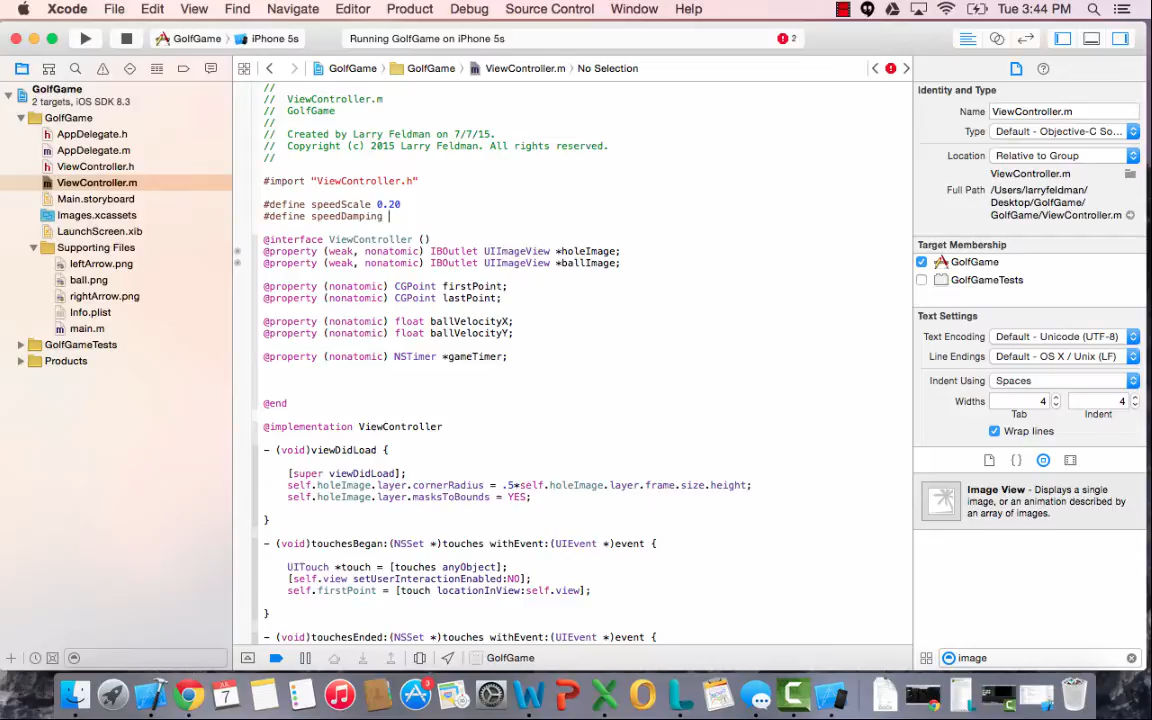 Xcode File Edit View Find Navigate Editor Product Debug Source Control Window Help Tue 3:44 PM
GolfGame iPhone 5s Running GolfGame on iPhone 5s 2
GolfGame GolfGame ViewController.m No Selection
GolfGame
2 targets, iOS SDK 8.3
GolfGame
AppDelegate.h
AppDelegate.m
ViewController.h
ViewController.m
Main.storyboard
Images.xcassets
LaunchScreen.xib
Supporting Files
leftArrow.png
ball.png
rightArrow.png
Info.plist
main.m
GolfGameTests
Products
//
// ViewController.m
// GolfGame
//
// Created by Larry Feldman on 7/7/15.
// Copyright (c) 2015 Larry Feldman. All rights reserved.
//
#import "ViewController.h"
#define speedScale 0.20
#define speedDamping
@interface ViewController ()
@property (weak, nonatomic) IBOutlet UIImageView *holeImage;
@property (weak, nonatomic) IBOutlet UIImageView *ballImage;
@property (nonatomic) CGPoint firstPoint;
@property (nonatomic) CGPoint lastPoint;
@property (nonatomic) float ballVelocityX;
@property (nonatomic) float ballVelocityY;
@property (nonatomic) NSTimer *gameTimer;
@end
@implementation ViewController
- (void)viewDidLoad {
[super viewDidLoad];
self.holeImage.layer.cornerRadius = .5*self.holeImage.layer.frame.size.height;
self.holeImage.layer.masksToBounds = YES;
}
- (void)touchesBegan:(NSSet *)touches withEvent:(UIEvent *)event {
UITouch *touch = [touches anyObject];
[self.view setUserInteractionEnabled:NO];
self.firstPoint = [touch locationInView:self.view];
}
- (void)touchesEnded:(NSSet *)touches withEvent:(UIEvent *)event {
GolfGame
Identity and Type
Name ViewController.m
Type Default - Objective-C So...
Location Relative to Group
ViewController.m
Full Path /Users/larryfeldman/
Desktop/GolfGame/
GolfGame/ViewController.m
Target Membership
GolfGame
GolfGameTests
Text Settings
Text Encoding Default - Unicode (UTF-8)
Line Endings Default - OS X / Unix (LF)
Indent Using Spaces
Widths 4 4
Tab Indent
Wrap lines
Image View - Displays a single
image, or an animation described by
an array of images.
image